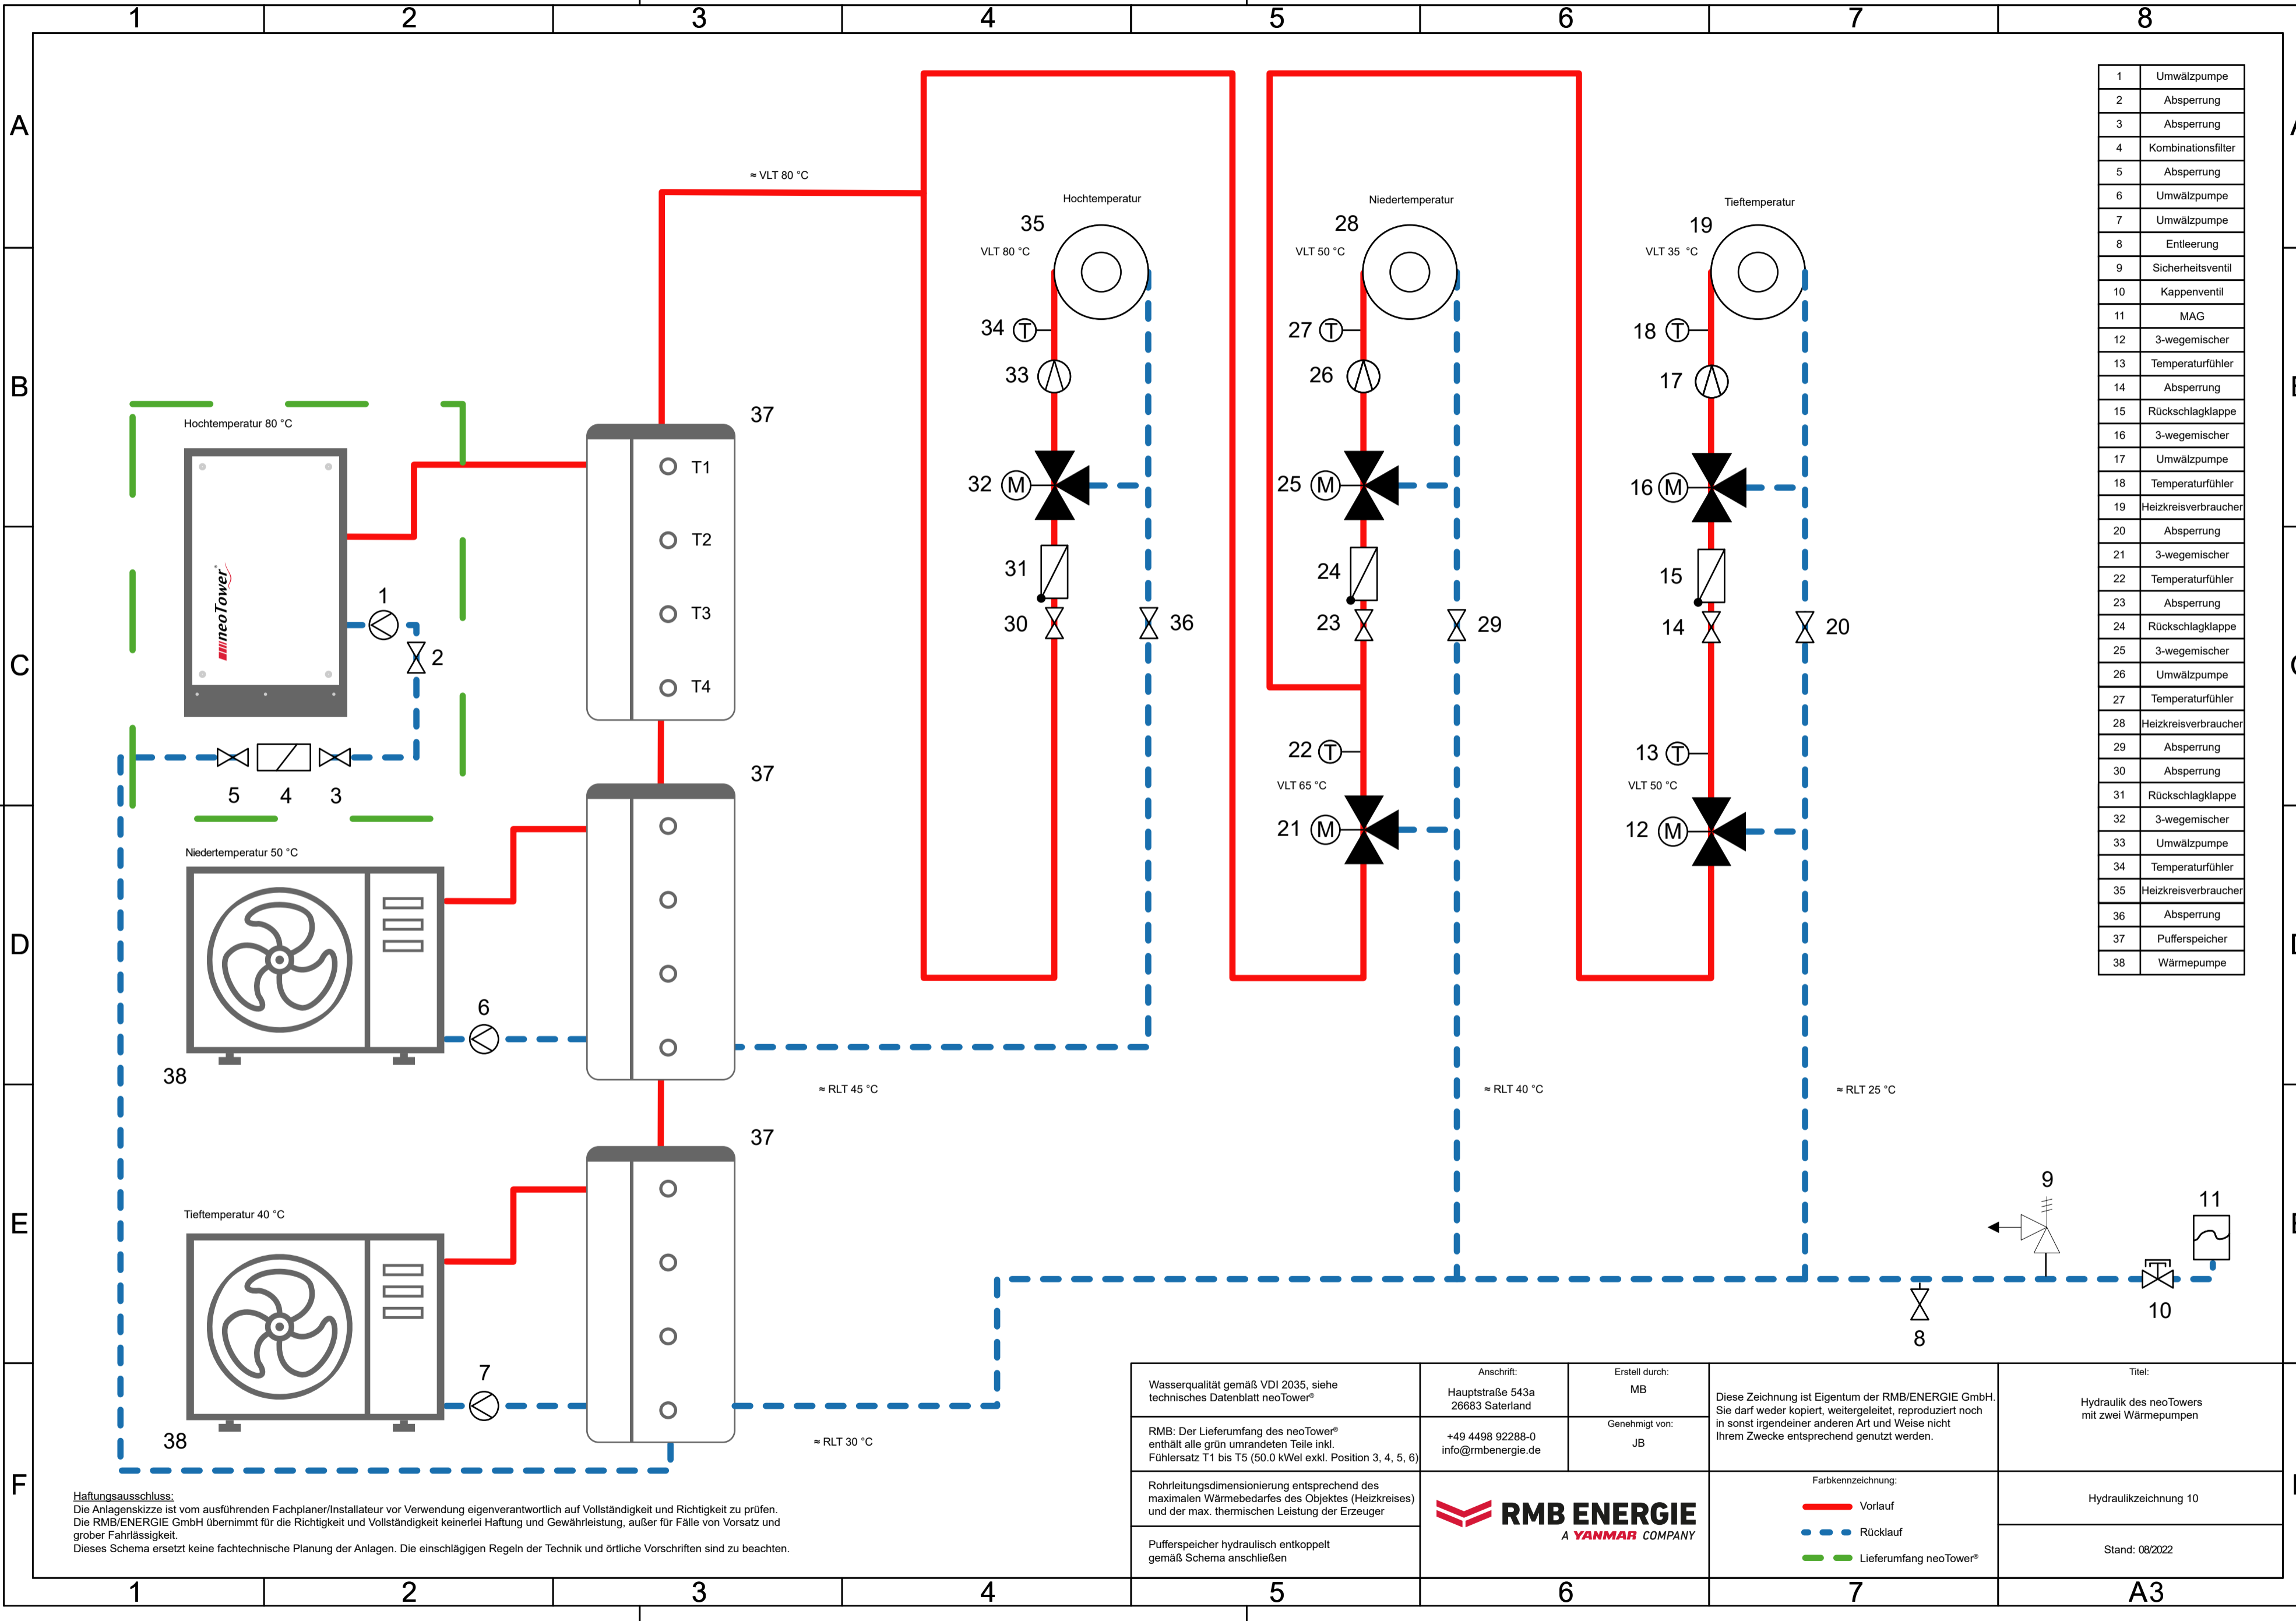 1 2 3 4 5 6 7 8
A
B
C
D
E
F
≈ VLT 80 °C
Hochtemperatur
35
VLT 80 °C
34 T
33
32 M
31
30
36
Niedertemperatur
28
VLT 50 °C
27 T
26
25 M
24
23
29
22 T
VLT 65 °C
21 M
Tieftemperatur
19
VLT 35 °C
18 T
17
16 M
15
14
20
13 T
VLT 50 °C
12 M
Hochtemperatur 80 °C
neoTower®
1
2
5 4 3
37
T1
T2
T3
T4
Niedertemperatur 50 °C
37
6
38
≈ RLT 45 °C
≈ RLT 40 °C
≈ RLT 25 °C
Tieftemperatur 40 °C
37
7
38
≈ RLT 30 °C
9
11
10
8
1 Umwälzpumpe
2 Absperrung
3 Absperrung
4 Kombinationsfilter
5 Absperrung
6 Umwälzpumpe
7 Umwälzpumpe
8 Entleerung
9 Sicherheitsventil
10 Kappenventil
11 MAG
12 3-wegemischer
13 Temperaturfühler
14 Absperrung
15 Rückschlagklappe
16 3-wegemischer
17 Umwälzpumpe
18 Temperaturfühler
19 Heizkreisverbraucher
20 Absperrung
21 3-wegemischer
22 Temperaturfühler
23 Absperrung
24 Rückschlagklappe
25 3-wegemischer
26 Umwälzpumpe
27 Temperaturfühler
28 Heizkreisverbraucher
29 Absperrung
30 Absperrung
31 Rückschlagklappe
32 3-wegemischer
33 Umwälzpumpe
34 Temperaturfühler
35 Heizkreisverbraucher
36 Absperrung
37 Pufferspeicher
38 Wärmepumpe
Haftungsausschluss:
Die Anlagenskizze ist vom ausführenden Fachplaner/Installateur vor Verwendung eigenverantwortlich auf Vollständigkeit und Richtigkeit zu prüfen.
Die RMB/ENERGIE GmbH übernimmt für die Richtigkeit und Vollständigkeit keinerlei Haftung und Gewährleistung, außer für Fälle von Vorsatz und
grober Fahrlässigkeit.
Dieses Schema ersetzt keine fachtechnische Planung der Anlagen. Die einschlägigen Regeln der Technik und örtliche Vorschriften sind zu beachten.
Wasserqualität gemäß VDI 2035, siehe
technisches Datenblatt neoTower®
RMB: Der Lieferumfang des neoTower®
enthält alle grün umrandeten Teile inkl.
Fühlersatz T1 bis T5 (50.0 kWel exkl. Position 3, 4, 5, 6)
Rohrleitungsdimensionierung entsprechend des
maximalen Wärmebedarfes des Objektes (Heizkreises)
und der max. thermischen Leistung der Erzeuger
Pufferspeicher hydraulisch entkoppelt
gemäß Schema anschließen
Anschrift:
Hauptstraße 543a
26683 Saterland
+49 4498 92288-0
info@rmbenergie.de
Erstell durch:
MB
Genehmigt von:
JB
RMB ENERGIE
A YANMAR COMPANY
Diese Zeichnung ist Eigentum der RMB/ENERGIE GmbH.
Sie darf weder kopiert, weitergeleitet, reproduziert noch
in sonst irgendeiner anderen Art und Weise nicht
Ihrem Zwecke entsprechend genutzt werden.
Farbkennzeichnung:
Vorlauf
Rücklauf
Lieferumfang neoTower®
Titel:
Hydraulik des neoTowers
mit zwei Wärmepumpen
Hydraulikzeichnung 10
Stand: 08/2022
1 2 3 4 5 6 7 A3